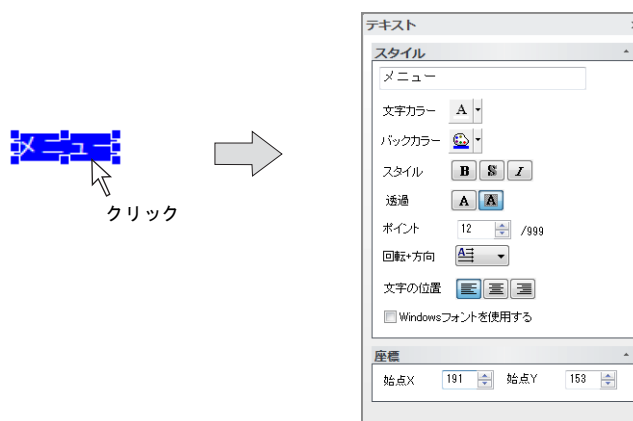 メニュー
クリック
テキスト
スタイル
メニュー
文字カラー A
バックカラー
スタイル B S I
透過 A A
ポイント 12 /999
回転+方向 A
文字の位置
Windowsフォントを使用する
座標
始点X 191 始点Y 153